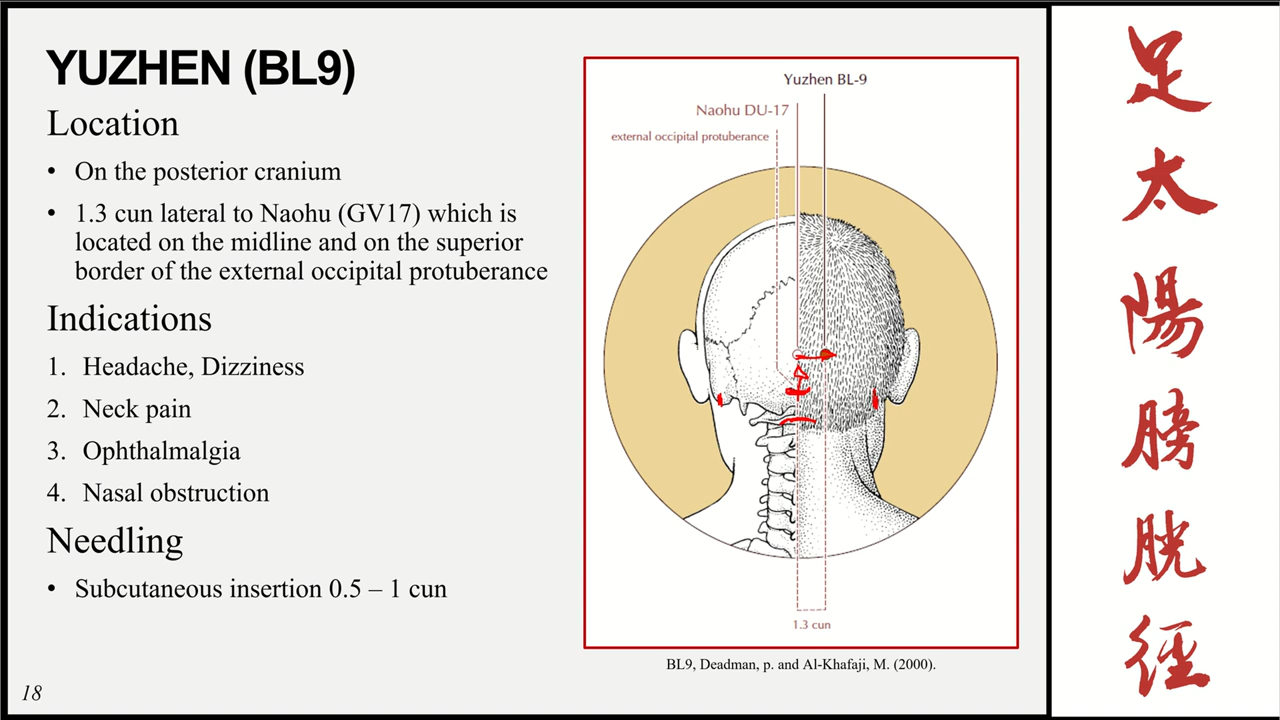 YUZHEN (BL9)
Location
• On the posterior cranium
• 1.3 cun lateral to Naohu (GV17) which is
located on the midline and on the superior
border of the external occipital protuberance
Indications
1. Headache, Dizziness
2. Neck pain
3. Ophthalmalgia
4. Nasal obstruction
Needling
• Subcutaneous insertion 0.5 – 1 cun
18
Yuzhen BL-9
Naohu DU-17
external occipital protuberance
1.3 cun
BL9, Deadman, p. and Al-Khafaji, M. (2000).
足
太
陽
膀
胱
徑